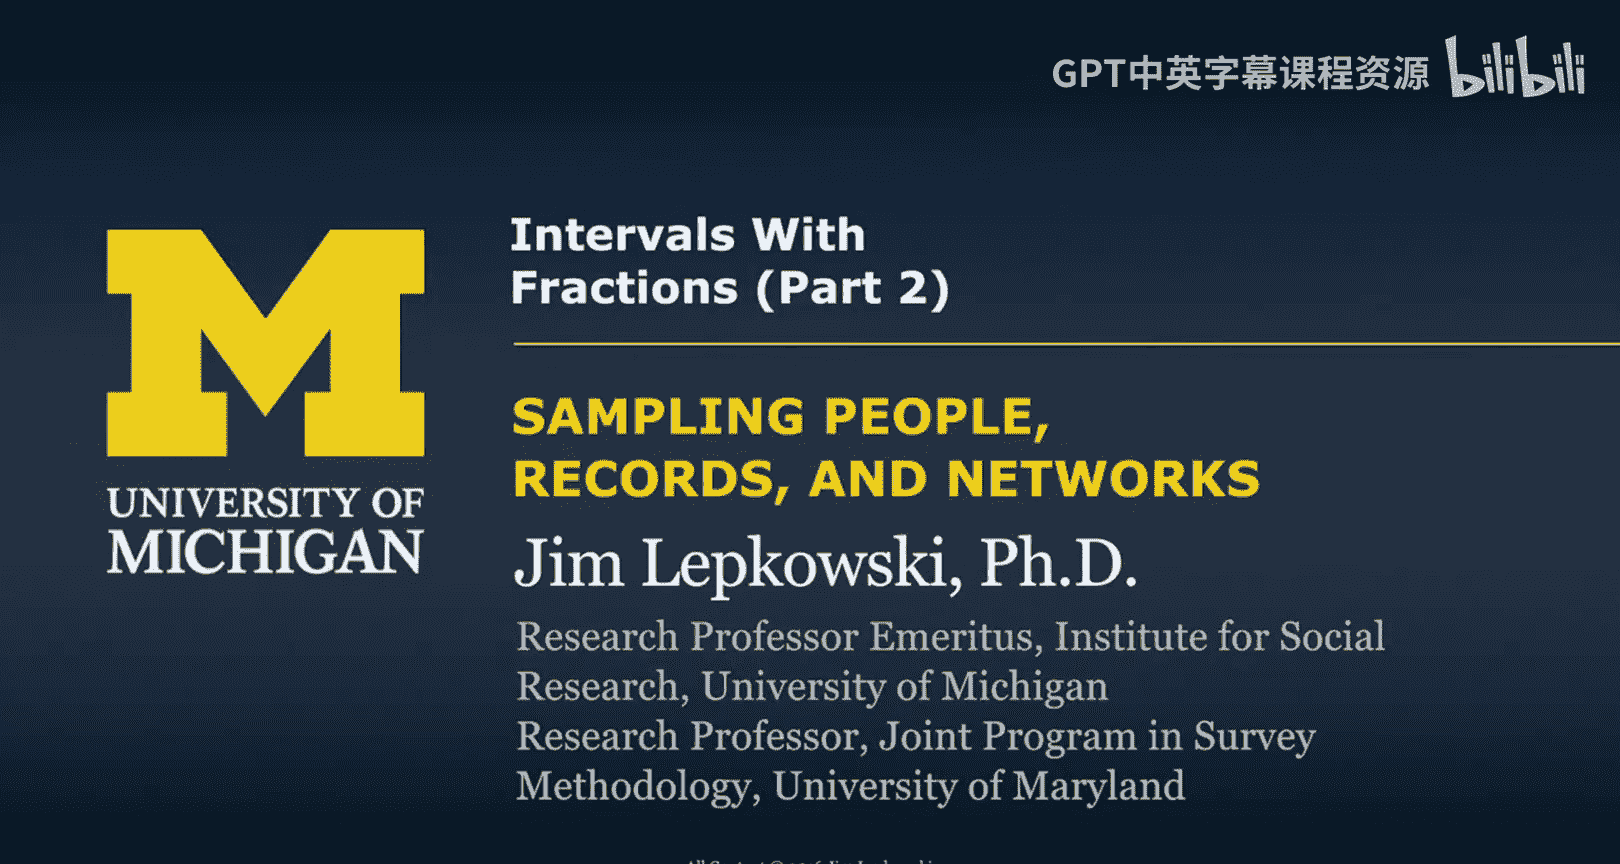 GPT中英字幕课程资源 bilibili
Intervals With
Fractions (Part 2)
SAMPLING PEOPLE,
RECORDS, AND NETWORKS
Jim Lepkowski, Ph.D.
Research Professor Emeritus, Institute for Social
Research, University of Michigan
Research Professor, Joint Program in Survey
Methodology, University of Maryland
M
UNIVERSITY OF
MICHIGAN